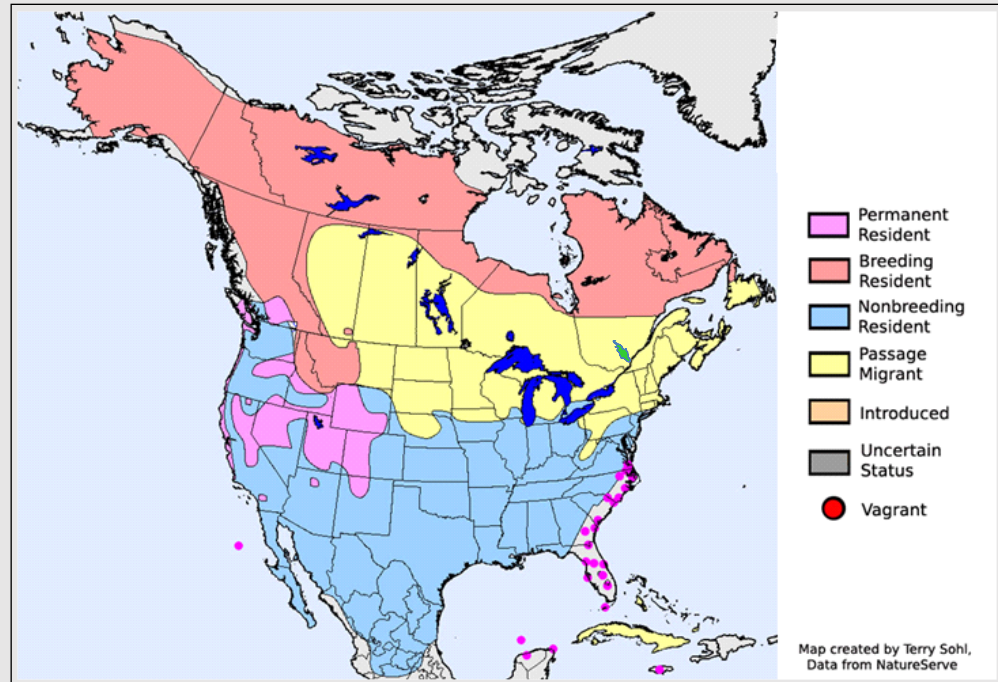 Permanent
Resident
Breeding
Resident
Nonbreeding
Resident
Passage
Migrant
Introduced
Uncertain
Status
Vagrant
Map created by Terry Sohl,
Data from NatureServe